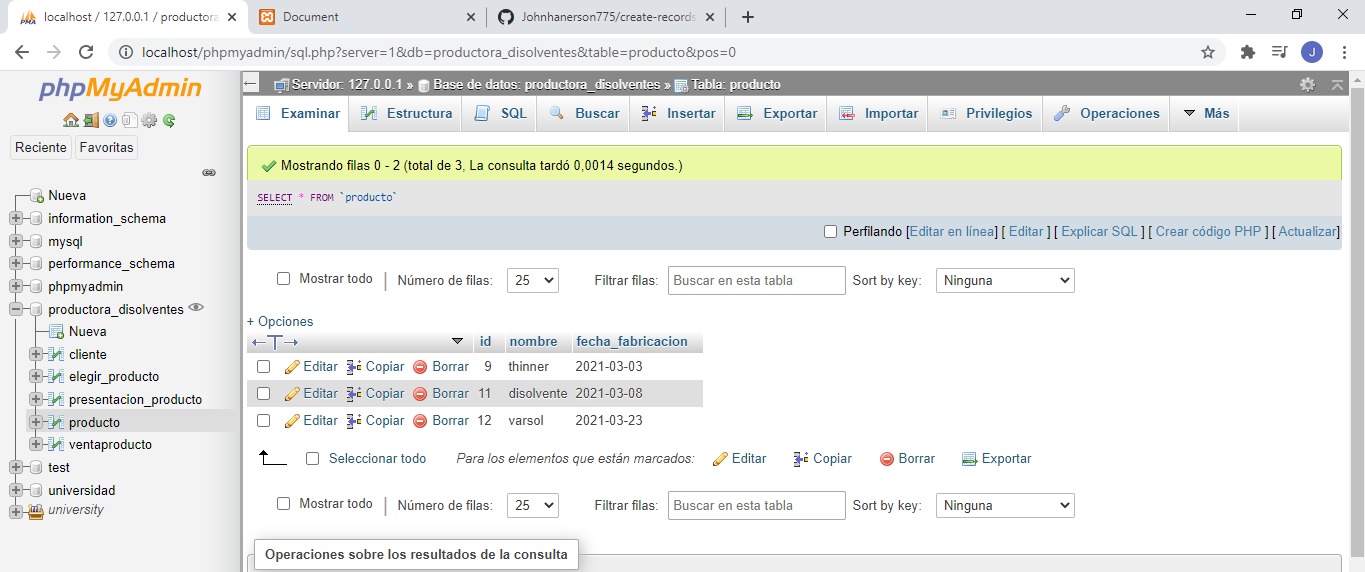 localhost / 127.0.0.1 / productora
Document
Johnhanerson775/create-records
localhost/phpmyadmin/sql.php?server=1&db=productora_disolventes&table=producto&pos=0
J
phpMyAdmin
Reciente Favoritas
Nueva
information_schema
mysql
performance_schema
phpmyadmin
productora_disolventes
Nueva
cliente
elegir_producto
presentacion_producto
producto
ventaproducto
test
universidad
university
Servidor: 127.0.0.1 » Base de datos: productora_disolventes » Tabla: producto
Examinar Estructura SQL Buscar Insertar Exportar Importar Privilegios Operaciones Más
Mostrando filas 0 - 2 (total de 3, La consulta tardó 0,0014 segundos.)
SELECT * FROM `producto`
Perfilando [Editar en línea] [ Editar ] [ Explicar SQL ] [ Crear código PHP ] [ Actualizar]
Mostrar todo Número de filas: 25 Filtrar filas: Buscar en esta tabla Sort by key: Ninguna
+ Opciones
←T→ id nombre fecha_fabricacion
Editar Copiar Borrar 9 thinner 2021-03-03
Editar Copiar Borrar 11 disolvente 2021-03-08
Editar Copiar Borrar 12 varsol 2021-03-23
Seleccionar todo Para los elementos que están marcados: Editar Copiar Borrar Exportar
Mostrar todo Número de filas: 25 Filtrar filas: Buscar en esta tabla Sort by key: Ninguna
Operaciones sobre los resultados de la consulta